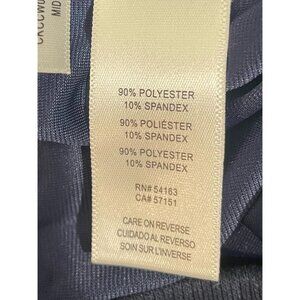 MID
90% POLYESTER
10% SPANDEX
90% POLIÉSTER
10% SPANDEX
90% POLYESTER
10% SPANDEX
RN# 54163
CA# 57151
CARE ON REVERSE
CUIDADO AL REVERSO
SOIN SUR L'INVERSE